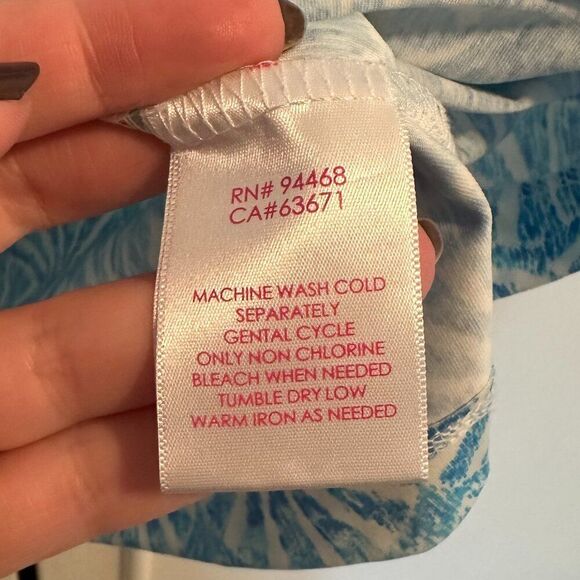 RN# 94468
CA#63671
MACHINE WASH COLD
SEPARATELY
GENTAL CYCLE
ONLY NON CHLORINE
BLEACH WHEN NEEDED
TUMBLE DRY LOW
WARM IRON AS NEEDED